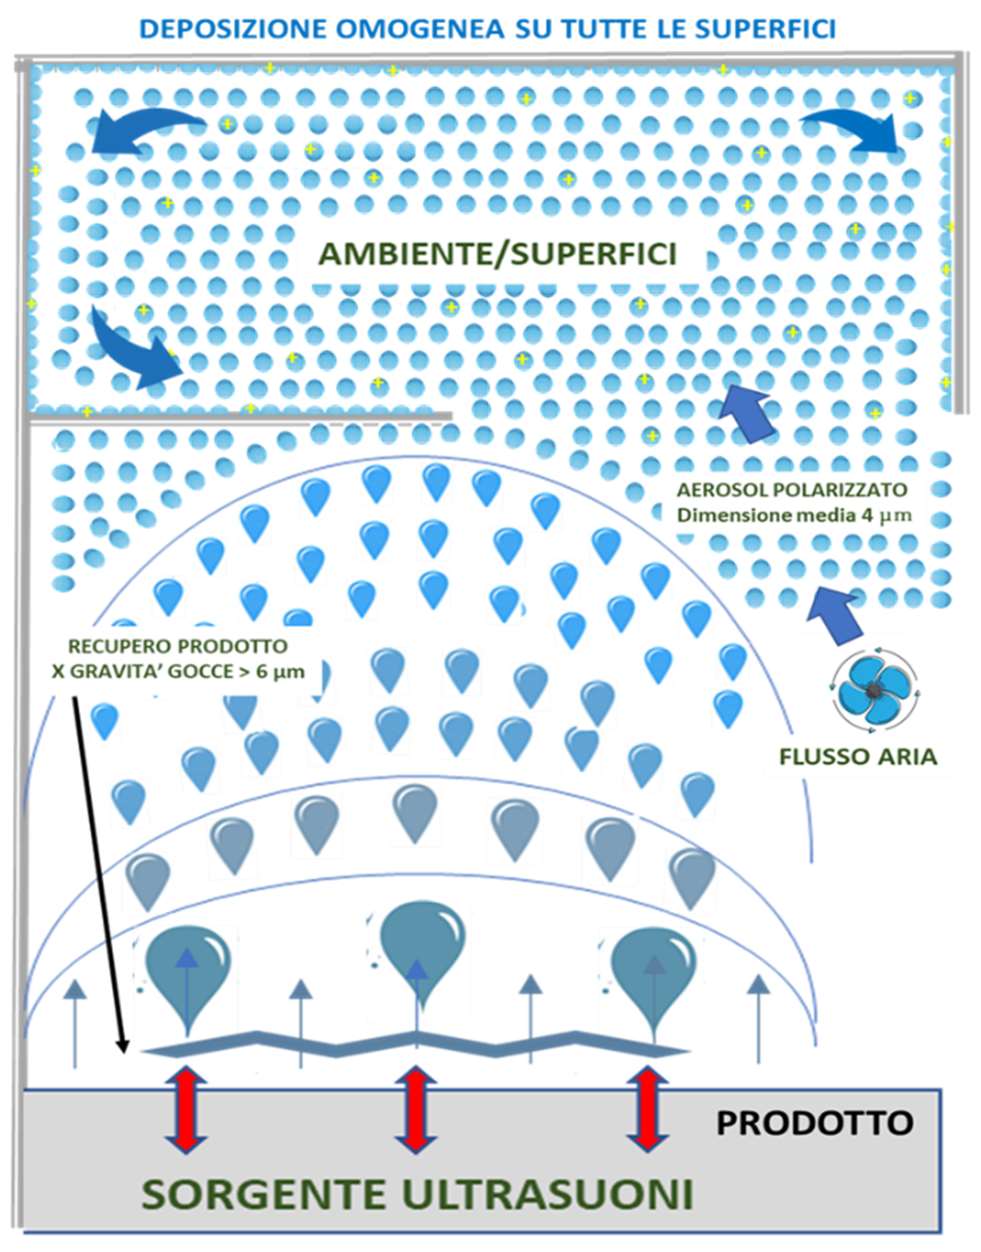 DEPOSIZIONE OMOGENEA SU TUTTE LE SUPERFICI
AMBIENTE/SUPERFICI
AEROSOL POLARIZZATO
Dimensione media 4 μm
RECUPERO PRODOTTO
X GRAVITA' GOCCE > 6 μm
FLUSSO ARIA
PRODOTTO
SORGENTE ULTRASUONI